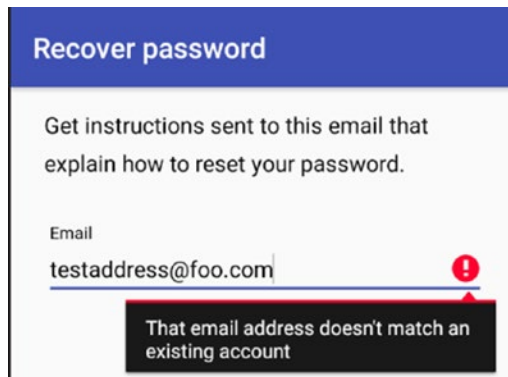 Recover password
Get instructions sent to this email that
explain how to reset your password.
Email
testaddress@foo.com
That email address doesn't match an
existing account